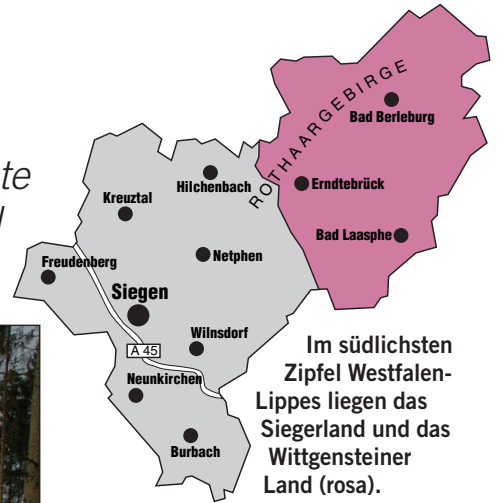 ROTHAARGEBIRGE
Bad Berleburg
Hilchenbach
Erndtebrück
Kreuztal
Bad Laasphe
Netphen
Freudenberg
Siegen
A 45
Wilnsdorf
Neunkirchen
Burbach
Im südlichsten
Zipfel Westfalen-
Lippes liegen das
Siegerland und das
Wittgensteiner
Land (rosa).